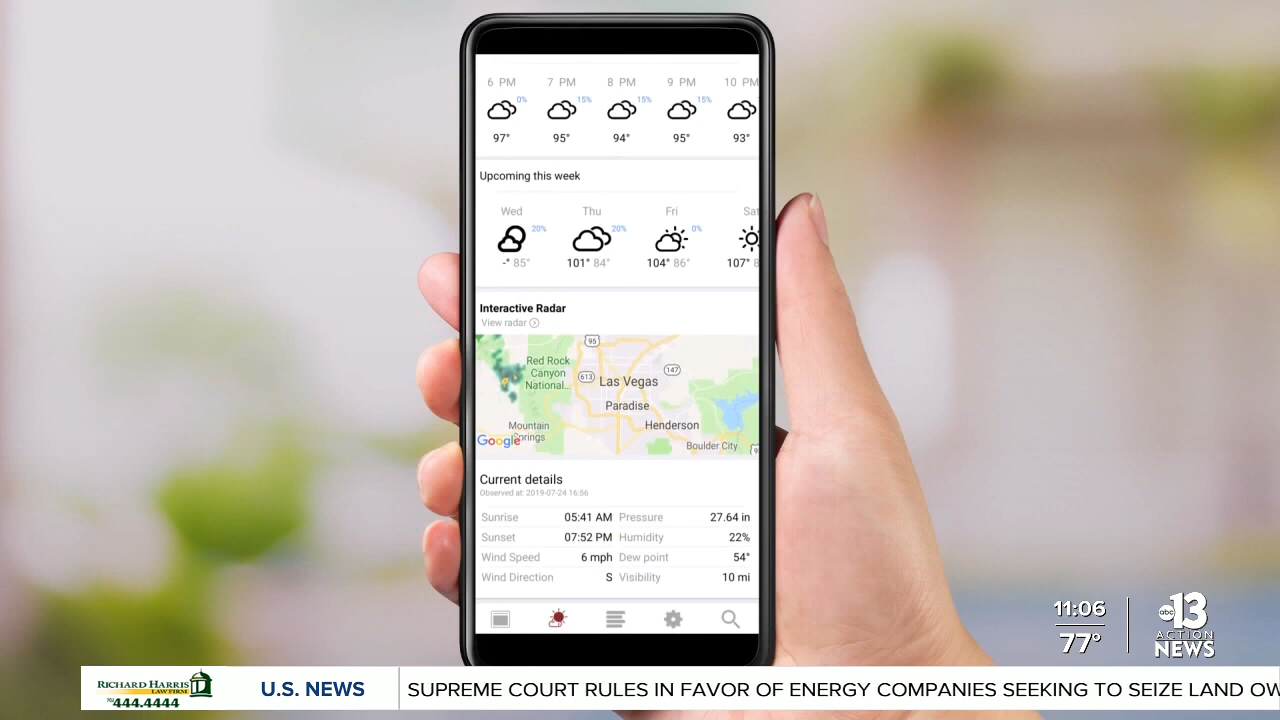 6 PM 7 PM 8 PM 9 PM 10 PM
0% 15% 15% 15%
97° 95° 94° 95° 93°
Upcoming this week
Wed Thu Fri Sat
20% 20% 0%
-° 85° 101° 84° 104° 86° 107° 8
Interactive Radar
View radar
95
Red Rock
Canyon
National...
613
147
Las Vegas
Paradise
Henderson
Mountain
Springs
Boulder City
Google
Current details
Observed at: 2019-07-24 16:56
Sunrise 05:41 AM Pressure 27.64 in
Sunset 07:52 PM Humidity 22%
Wind Speed 6 mph Dew point 54°
Wind Direction S Visibility 10 mi
11:06
77°
abc 13
ACTION
NEWS
RICHARD HARRIS
LAW FIRM
702 444.4444
U.S. NEWS
SUPREME COURT RULES IN FAVOR OF ENERGY COMPANIES SEEKING TO SEIZE LAND OW